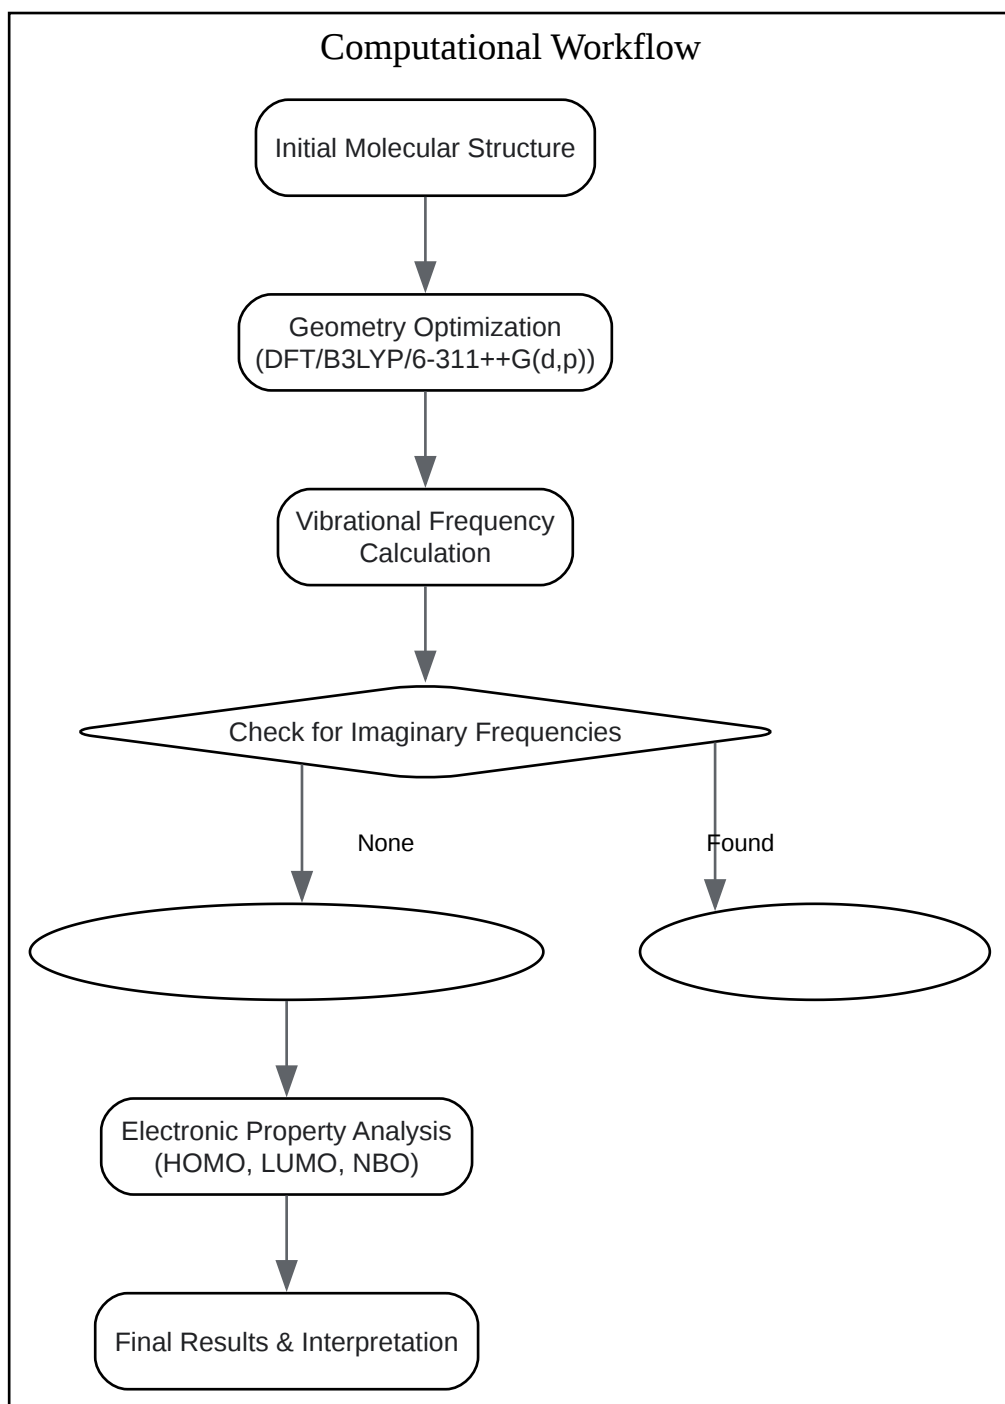 Computational Workflow
Initial Molecular Structure
Geometry Optimization
(DFT/B3LYP/6-311++G(d,p))
Vibrational Frequency
Calculation
Check for Imaginary Frequencies
None
Found
Electronic Property Analysis
(HOMO, LUMO, NBO)
Final Results & Interpretation